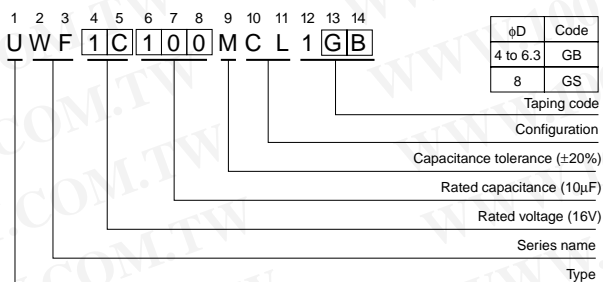 1 2 3 4 5 6 7 8 9 10 11 12 13 14
U W F 1 C 1 0 0 M C L 1 G B
φD Code
4 to 6.3 GB
8 GS
Taping code
Configuration
Capacitance tolerance (±20%)
Rated capacitance (10μF)
Rated voltage (16V)
Series name
Type